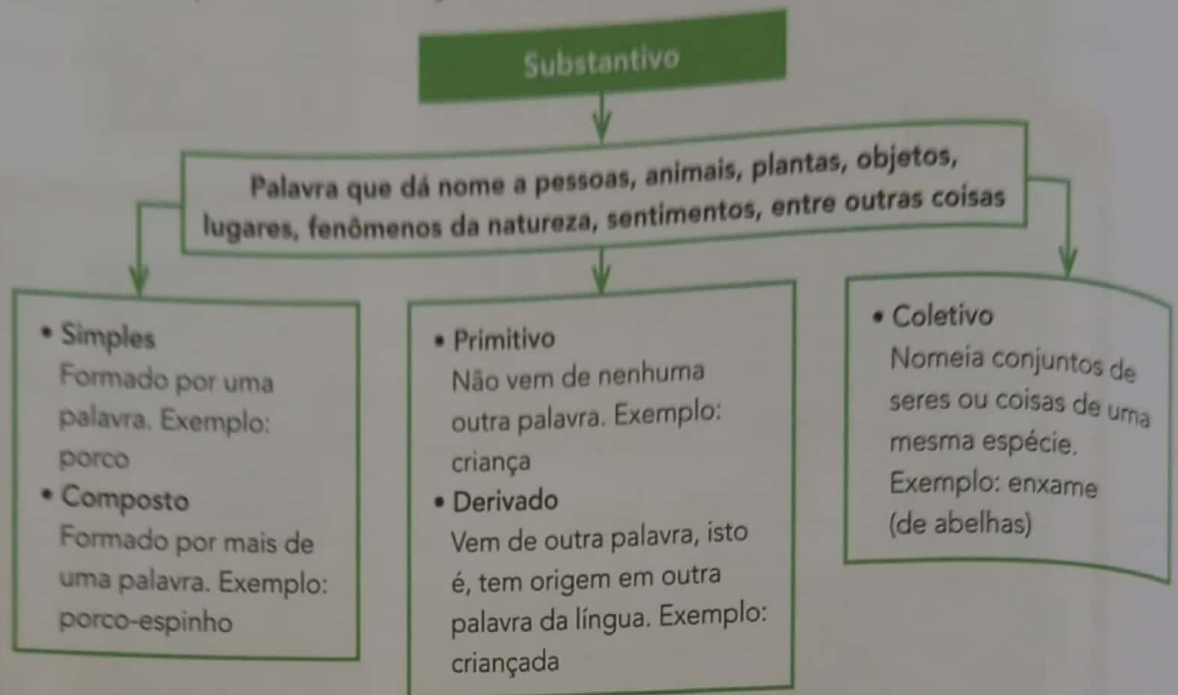 Substantivo
Palavra que dá nome a pessoas, animais, plantas, objetos,
lugares, fenômenos da natureza, sentimentos, entre outras coisas
• Simples
Formado por uma
palavra. Exemplo:
porco
• Composto
Formado por mais de
uma palavra. Exemplo:
porco-espinho
• Primitivo
Não vem de nenhuma
outra palavra. Exemplo:
criança
• Derivado
Vem de outra palavra, isto
é, tem origem em outra
palavra da língua. Exemplo:
criançada
• Coletivo
Nomeia conjuntos de
seres ou coisas de uma
mesma espécie.
Exemplo: enxame
(de abelhas)